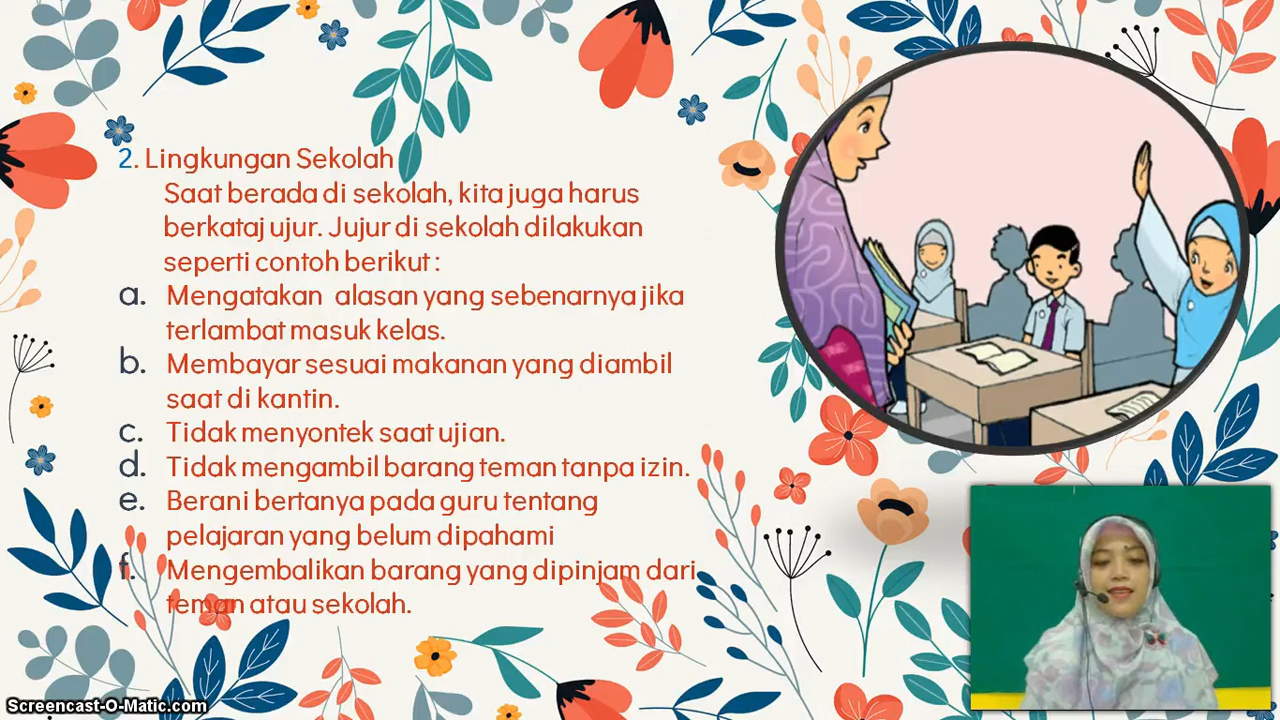 2. Lingkungan Sekolah
Saat berada di sekolah, kita juga harus
berkataj ujur. Jujur di sekolah dilakukan
seperti contoh berikut :
a. Mengatakan alasan yang sebenarnya jika
terlambat masuk kelas.
b. Membayar sesuai makanan yang diambil
saat di kantin.
c. Tidak menyontek saat ujian.
d. Tidak mengambil barang teman tanpa izin.
e. Berani bertanya pada guru tentang
pelajaran yang belum dipahami
f. Mengembalikan barang yang dipinjam dari
teman atau sekolah.
Screencast-O-Matic.com